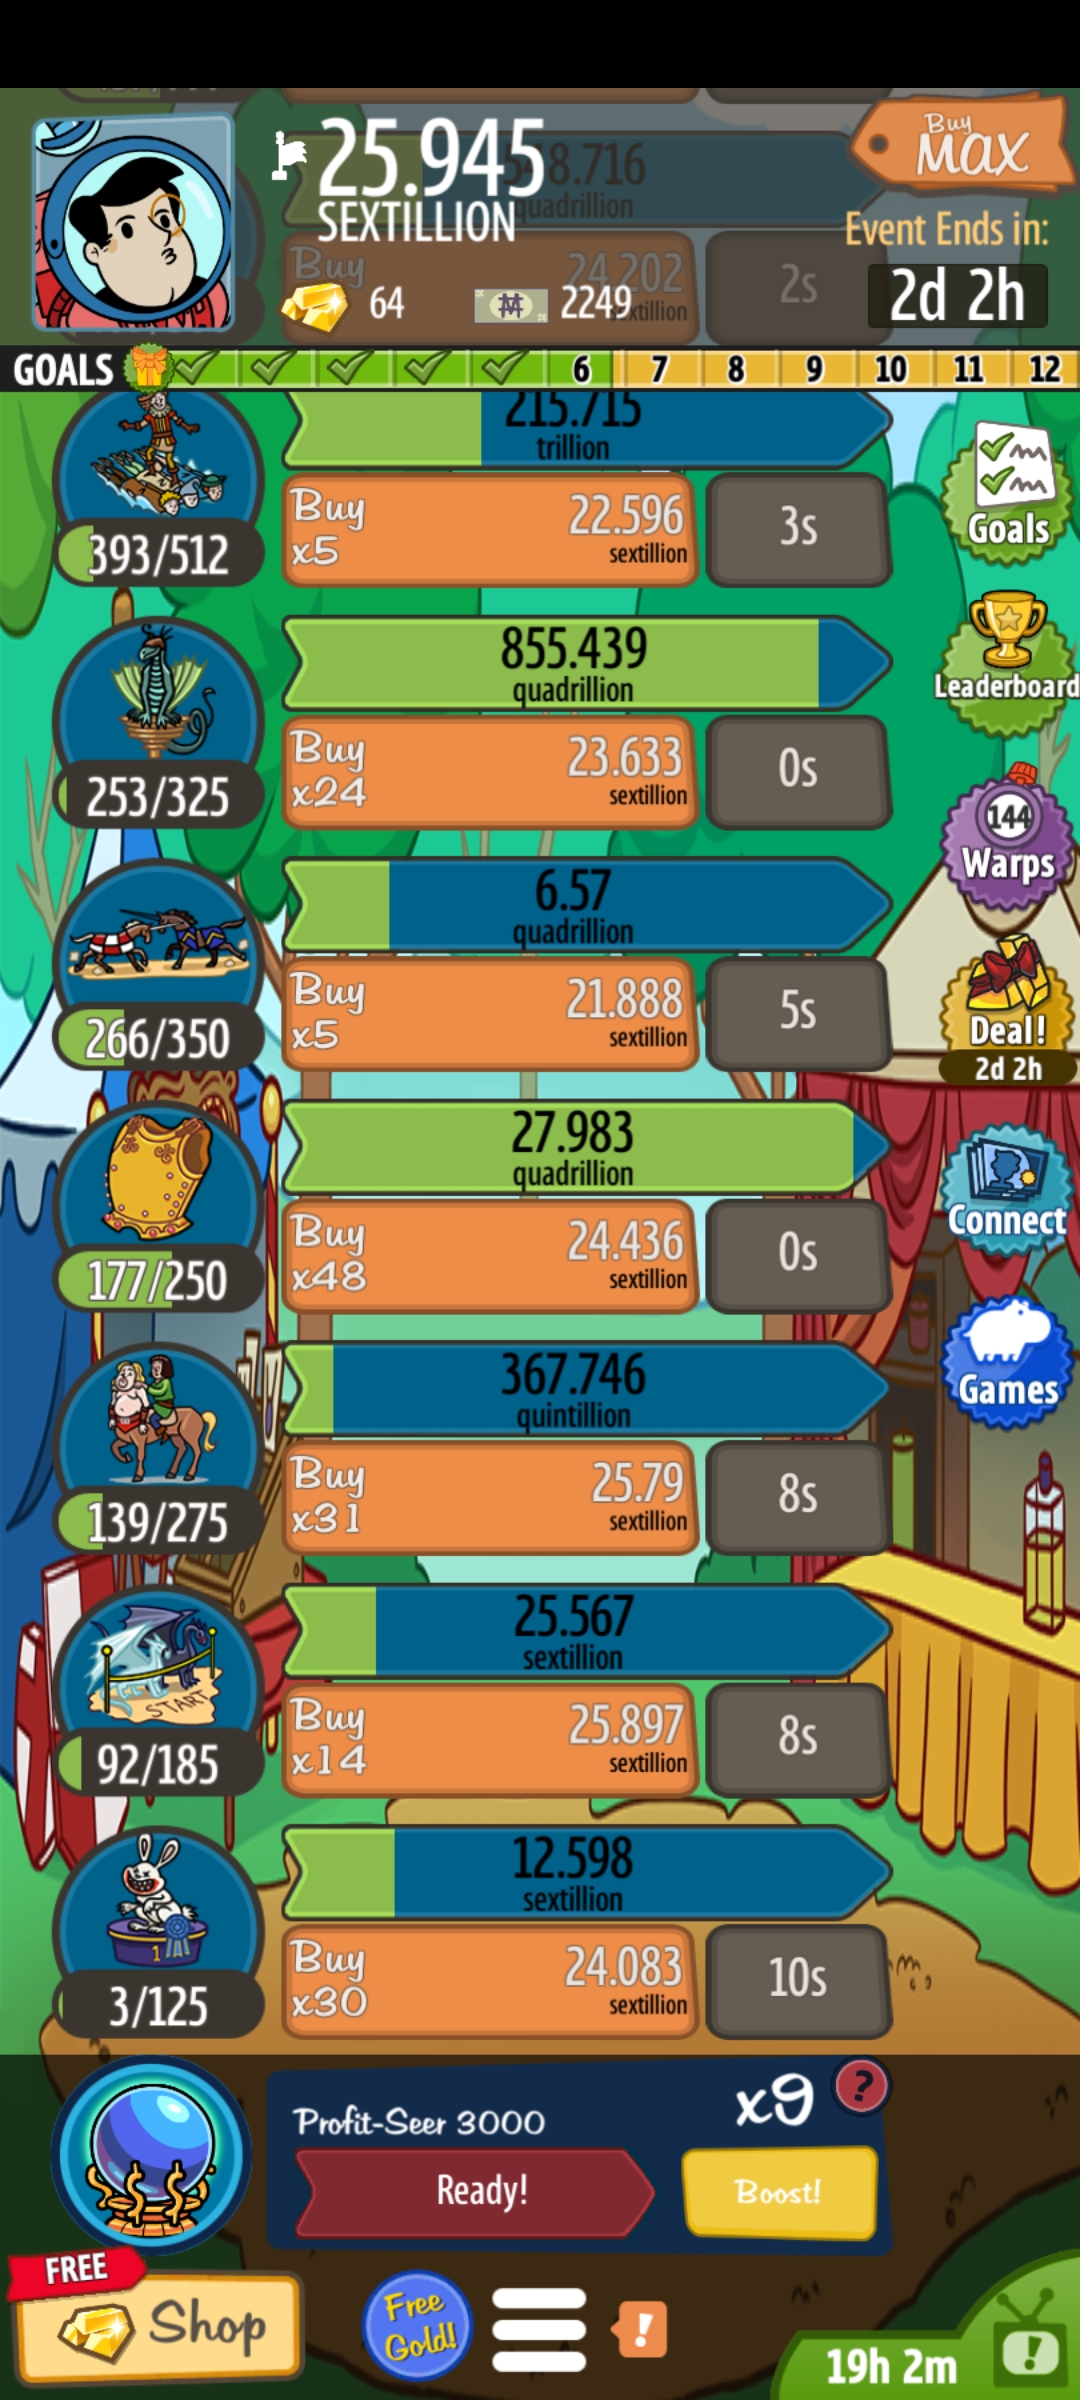 25.945
SEXTILLION
64
2249
Buy
MAX
Event Ends in:
2d 2h
8.716
quadrillion
Buy
24.202
2s
GOALS
6 7 8 9 10 11 12
215.715
trillion
393/512
Buy
x5
22.596
sextillion
3s
Goals
855.439
quadrillion
253/325
Buy
x24
23.633
sextillion
0s
Leaderboard
144
Warps
6.57
quadrillion
266/350
Buy
x5
21.888
sextillion
5s
Deal!
2d 2h
27.983
quadrillion
177/250
Buy
x48
24.436
sextillion
0s
Connect
367.746
quintillion
139/275
Buy
x31
25.79
sextillion
8s
Games
25.567
sextillion
START
92/185
Buy
x14
25.897
sextillion
8s
12.598
sextillion
1
3/125
Buy
x30
24.083
sextillion
10s
Profit-Seer 3000
x9
?
Ready!
Boost!
FREE
Shop
Free
Gold!
!
19h 2m
!